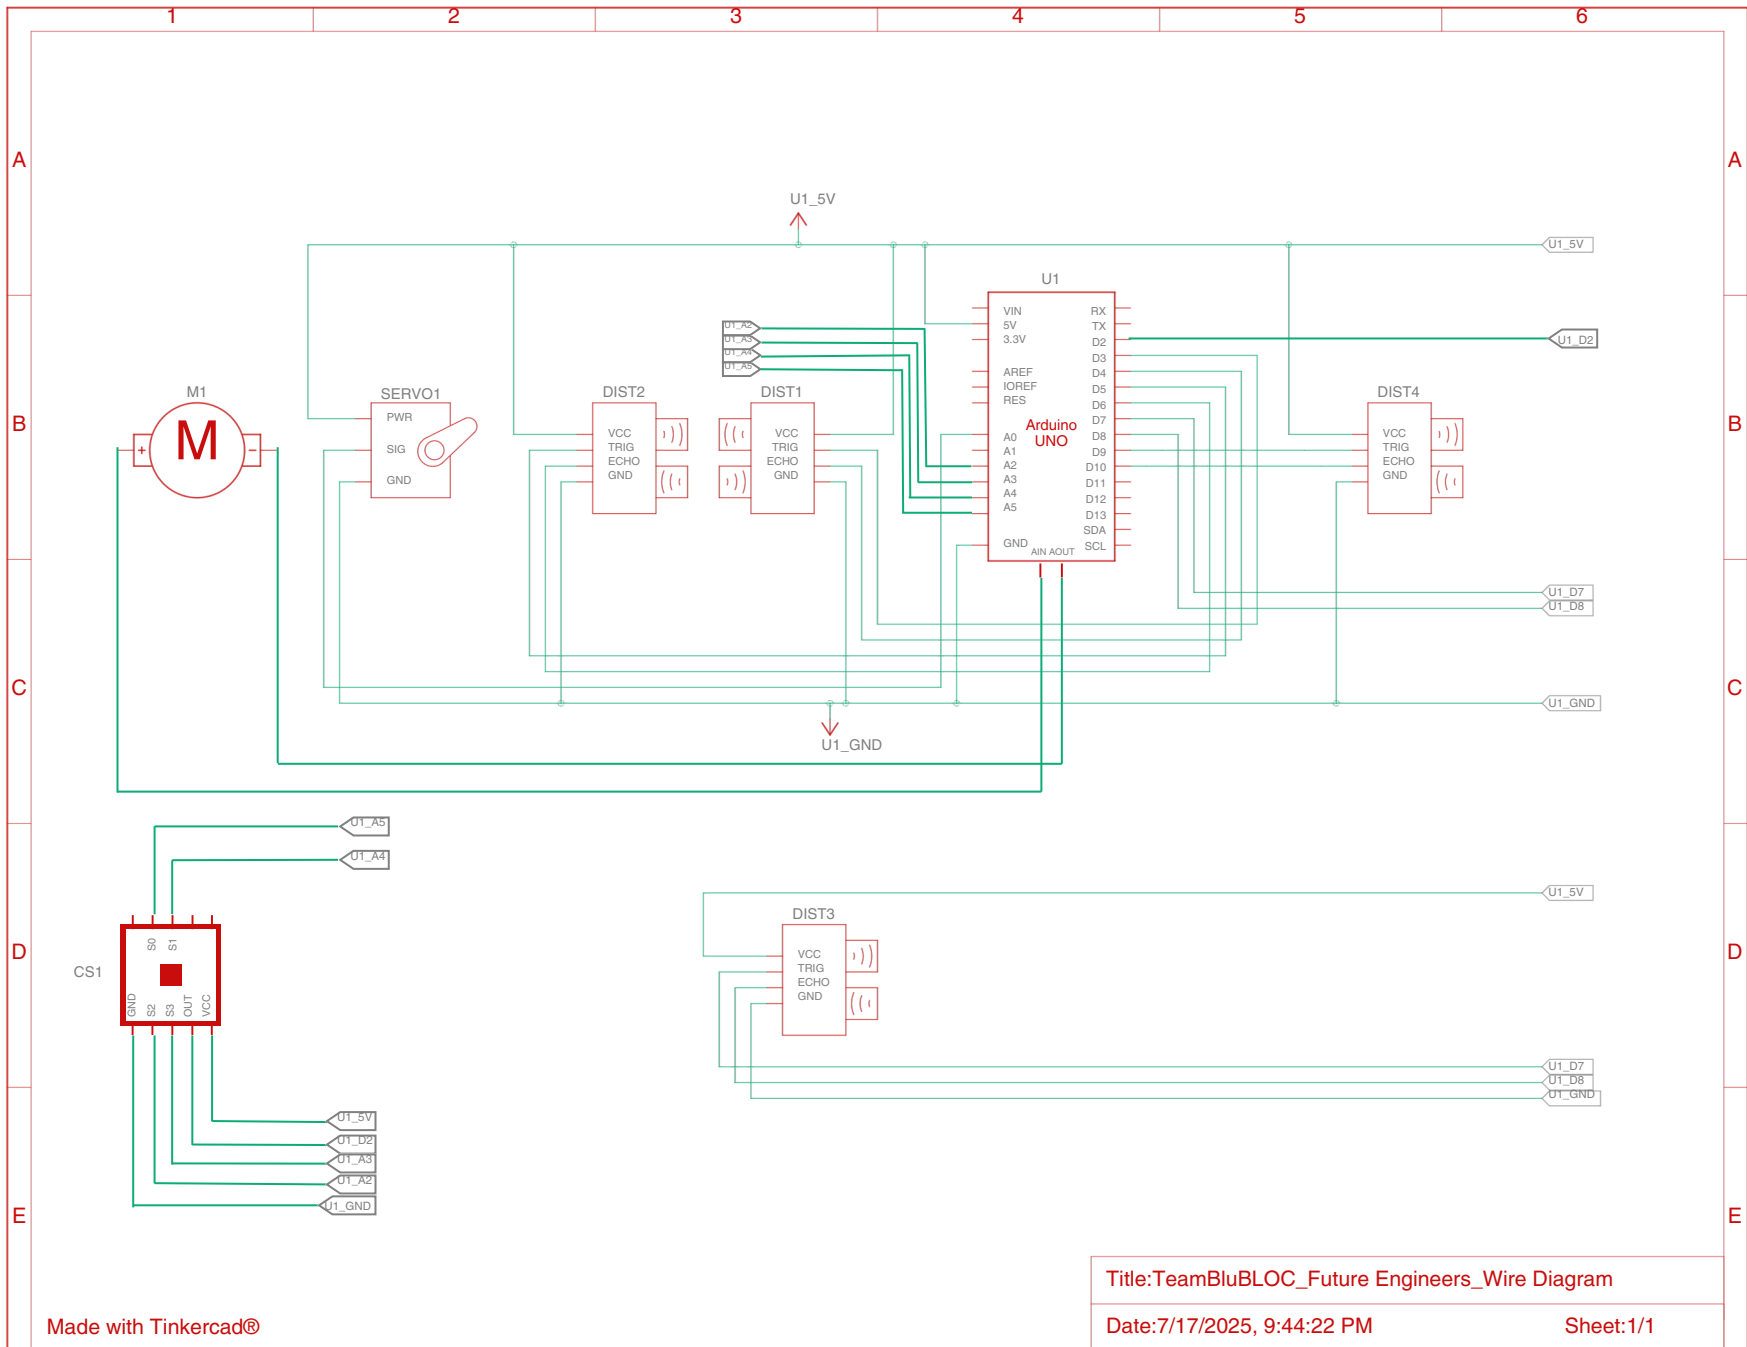 1 2 3 4 5 6
A A
U1_5V
U1_5V
U1
U1_A2
U1_A3
U1_A4
U1_A5
VIN RX
5V TX
3.3V D2
D3
AREF D4
IOREF D5
RES D6
D7
A0 D8
A1 D9
A2 D10
A3 D11
A4 D12
A5 D13
SDA
GND SCL
AIN AOUT
Arduino
UNO
U1_D2
B B
M1
M
+ -
SERVO1
PWR
SIG
GND
DIST2
VCC
TRIG
ECHO
GND
DIST1
VCC
TRIG
ECHO
GND
DIST4
VCC
TRIG
ECHO
GND
U1_D7
U1_D8
C C
U1_GND
U1_GND
U1_A5
U1_A4
D D
CS1
S0
S1
GND
S2
S3
OUT
VCC
U1_5V
DIST3
VCC
TRIG
ECHO
GND
U1_D7
U1_D8
U1_GND
U1_5V
U1_D2
U1_A3
U1_A2
U1_GND
E E
Title:TeamBluBLOC_Future Engineers_Wire Diagram
Made with Tinkercad®
Date:7/17/2025, 9:44:22 PM Sheet:1/1